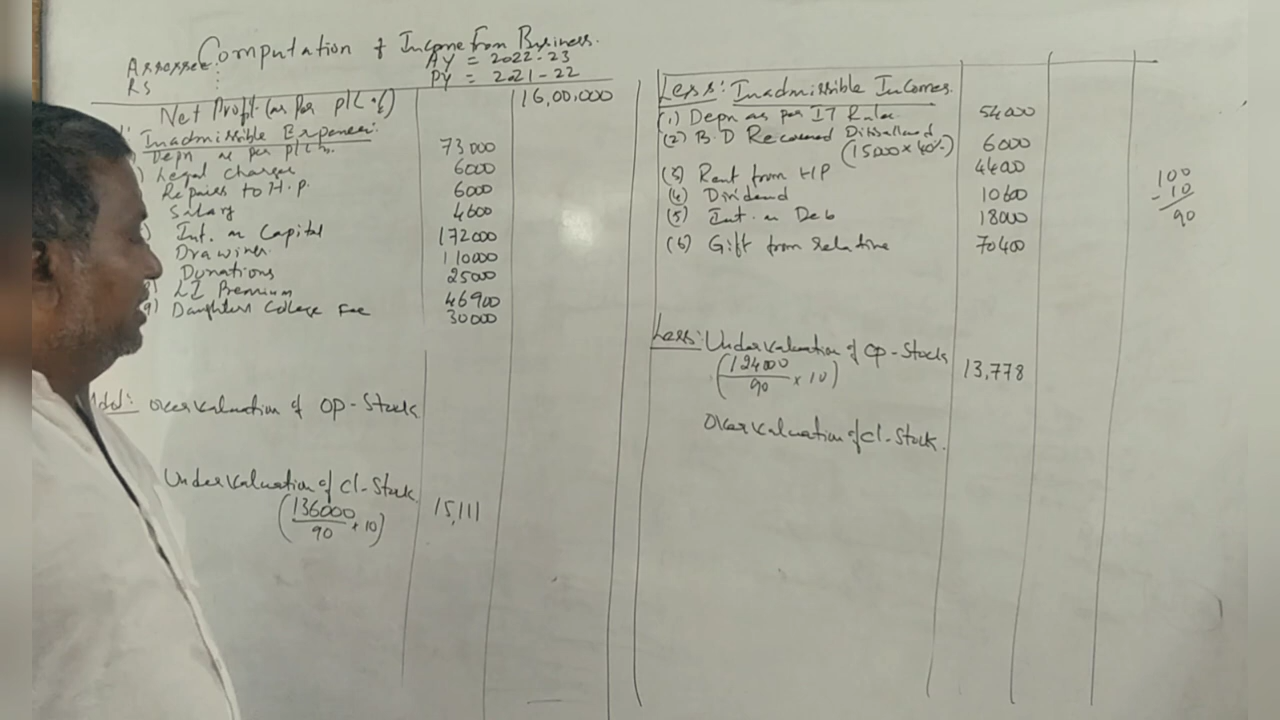 Computation of Income From Business.
Assessee:
AY = 2022-23
RS
PY = 2021-22
Net Profit (as per P/L a/c) 16,00,000
Inadmissible Expenses:
Depn as per P/L a/c 73000
Legal Charges 6000
Repairs to H.P. 6000
Salary 4600
Int. on Capital 172000
Drawings 110000
Donations 25000
LI Premium 46900
9) Daughters College Fee 30000
Add: Overvaluation of OP-Stock
Undervaluation of Cl-Stock
(136000/90 × 10) 15,111
Less: Inadmissible Incomes.
(1) Depn as per IT Rules 54000
(2) B.D Recovered Disallowed
(15000 × 40%) 6000
(3) Rent from HP 44000
(4) Dividend 10600
(5) Int. on Deb 18000
(6) Gift from relative 70400
Less: Undervaluation of Op-Stock
(124000/90 × 10) 13,778
Overvaluation of Cl-Stock.
100
- 10
90